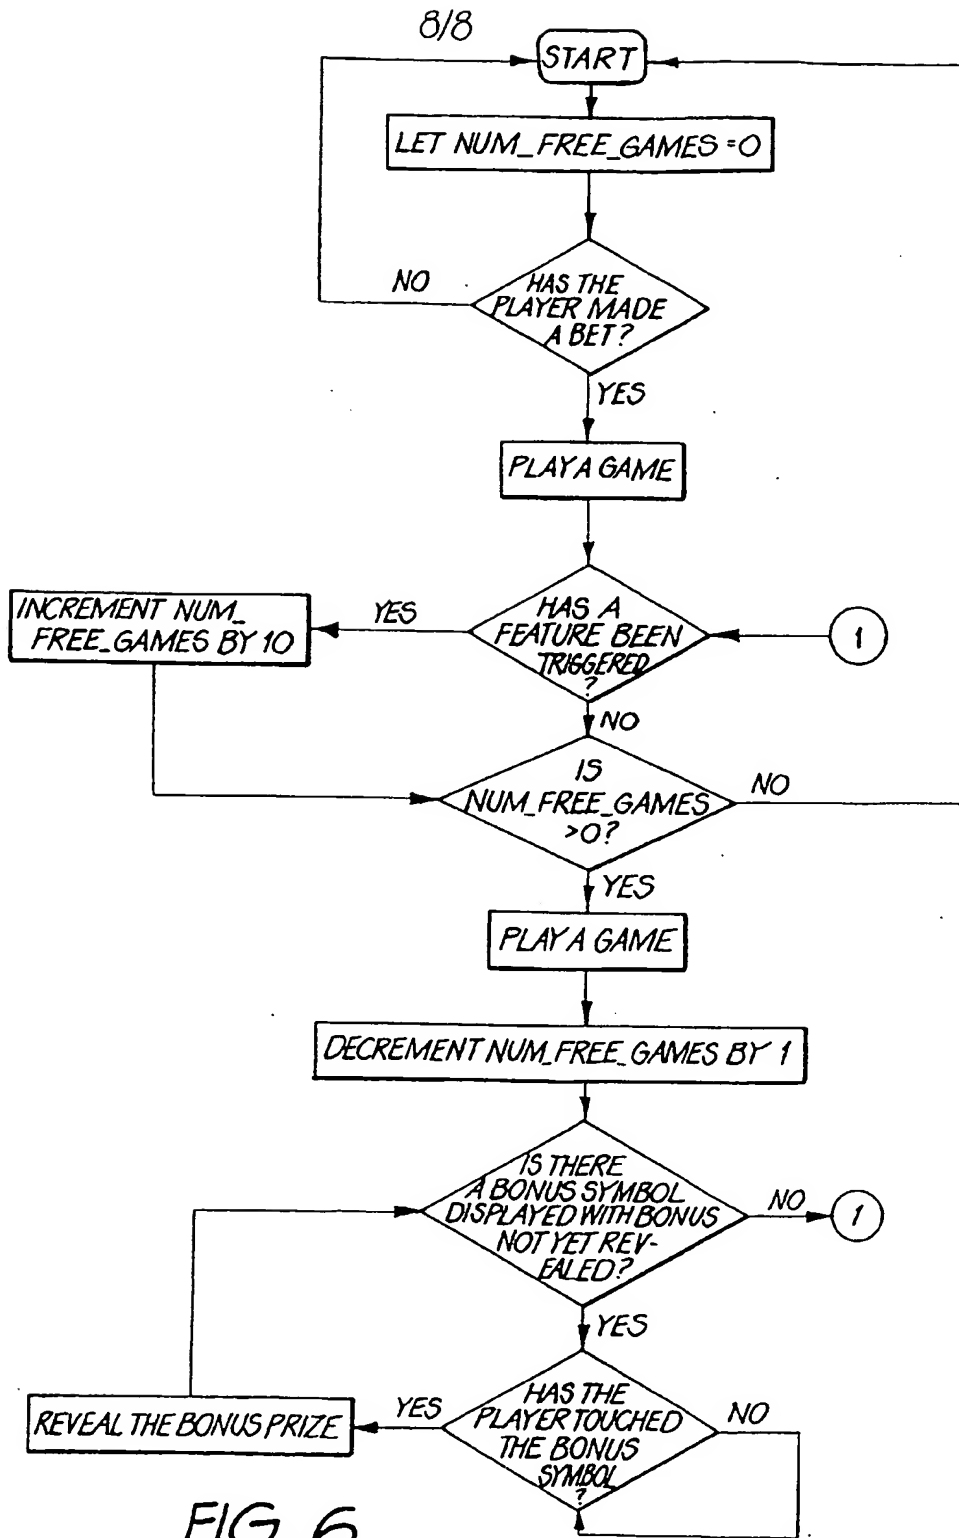 8/8
START
LET NUM_FREE_GAMES =0
HAS THE
PLAYER MADE
A BET?
NO
YES
PLAY A GAME
HAS A
FEATURE BEEN
TRIGGERED
?
YES
INCREMENT NUM_
FREE_GAMES BY 10
1
NO
IS
NUM_FREE_GAMES
>0?
NO
YES
PLAY A GAME
DECREMENT NUM_FREE_GAMES BY 1
IS THERE
A BONUS SYMBOL
DISPLAYED WITH BONUS
NOT YET REV-
EALED?
NO
1
YES
HAS THE
PLAYER TOUCHED
THE BONUS
SYMBOL
?
YES
NO
REVEAL THE BONUS PRIZE
FIG. 6